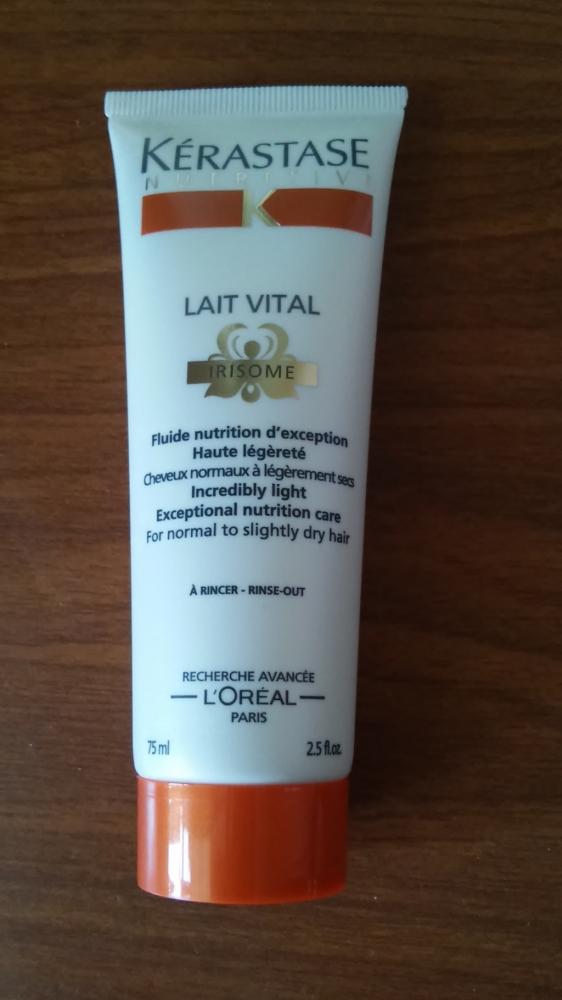 KÉRASTASE
NUTRITIVE
K
LAIT VITAL
IRISOME
Fluide nutrition d'exception
Haute légèreté
Cheveux normaux à légèrement secs
Incredibly light
Exceptional nutrition care
For normal to slightly dry hair
À RINCER - RINSE-OUT
RECHERCHE AVANCÉE
L'ORÉAL
PARIS
75 ml 2.5 fl.oz.